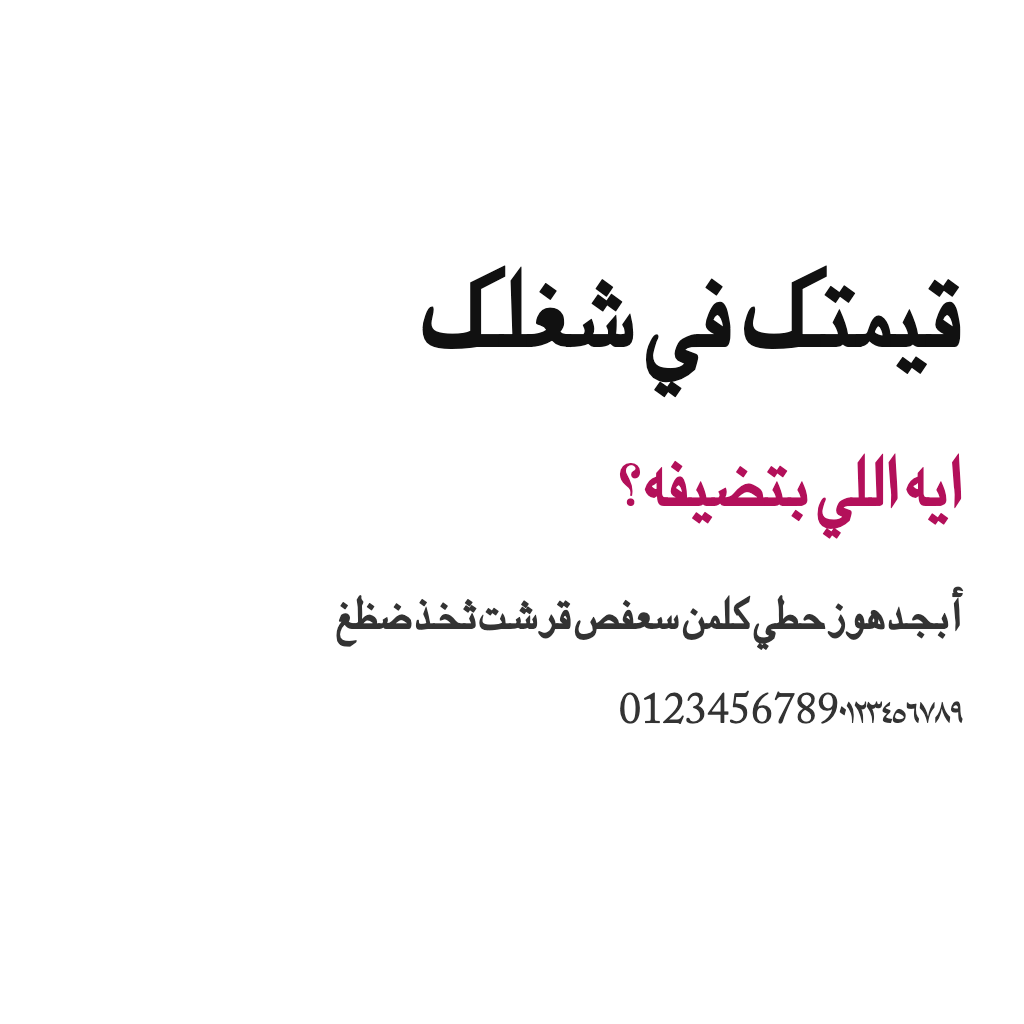 قيمتك في شغلك
ايه اللي بتضيفه؟
أبجد هوز حطي كلمن سعفص قرشت ثخذ ضظغ
0123456789٠١٢٣٤٥٦٧٨٩